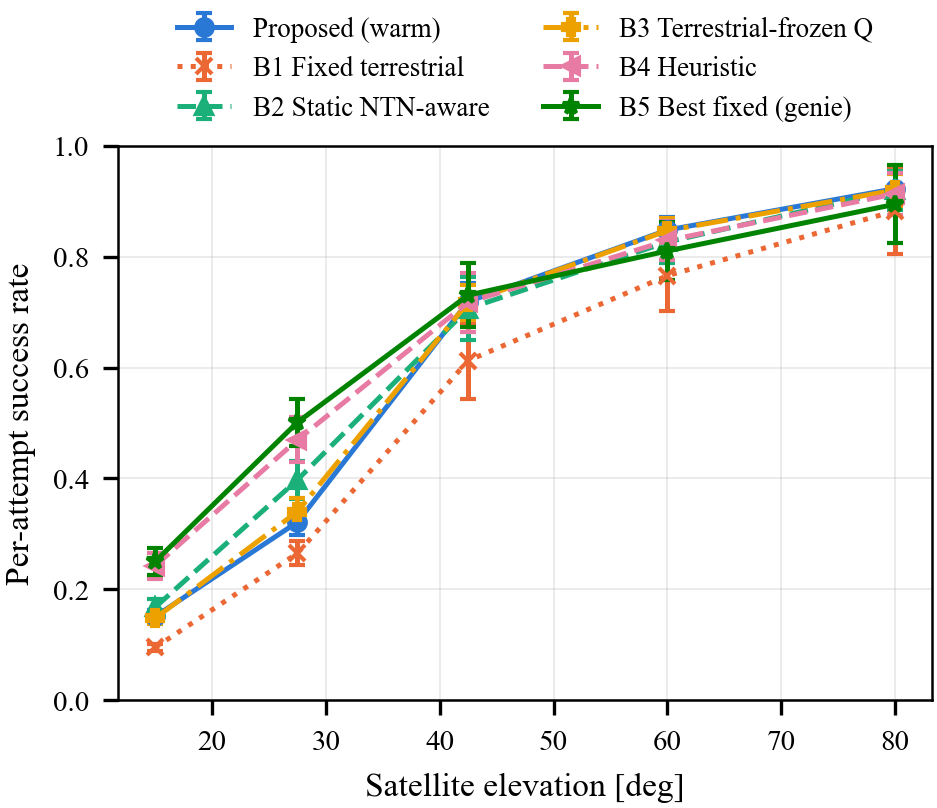 Proposed (warm)
B1 Fixed terrestrial
B2 Static NTN-aware
B3 Terrestrial-frozen Q
B4 Heuristic
B5 Best fixed (genie)
Per-attempt success rate
1.0
0.8
0.6
0.4
0.2
0.0
20 30 40 50 60 70 80
Satellite elevation [deg]